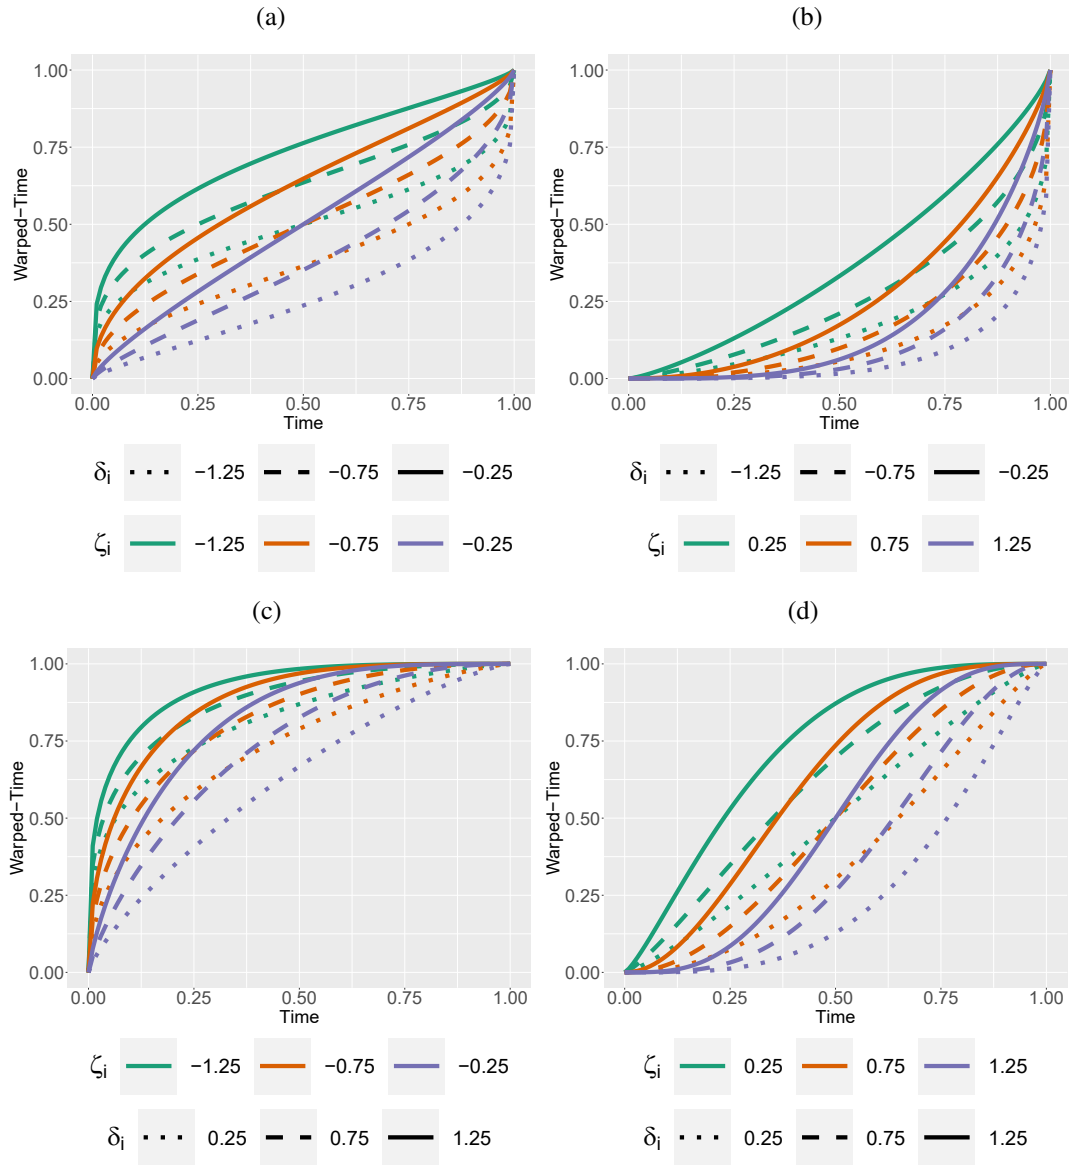 (a) (b)
1.00 1.00
0.75 0.75
0.50 0.50
0.25 0.25
0.00 0.00
Warped−Time Warped−Time
0.00 0.25 0.50 0.75 1.00 0.00 0.25 0.50 0.75 1.00
Time Time
δi −1.25 −0.75 −0.25 δi −1.25 −0.75 −0.25
ζi −1.25 −0.75 −0.25 ζi 0.25 0.75 1.25
(c) (d)
1.00 1.00
0.75 0.75
0.50 0.50
0.25 0.25
0.00 0.00
Warped−Time Warped−Time
0.00 0.25 0.50 0.75 1.00 0.00 0.25 0.50 0.75 1.00
Time Time
ζi −1.25 −0.75 −0.25 ζi 0.25 0.75 1.25
δi 0.25 0.75 1.25 δi 0.25 0.75 1.25